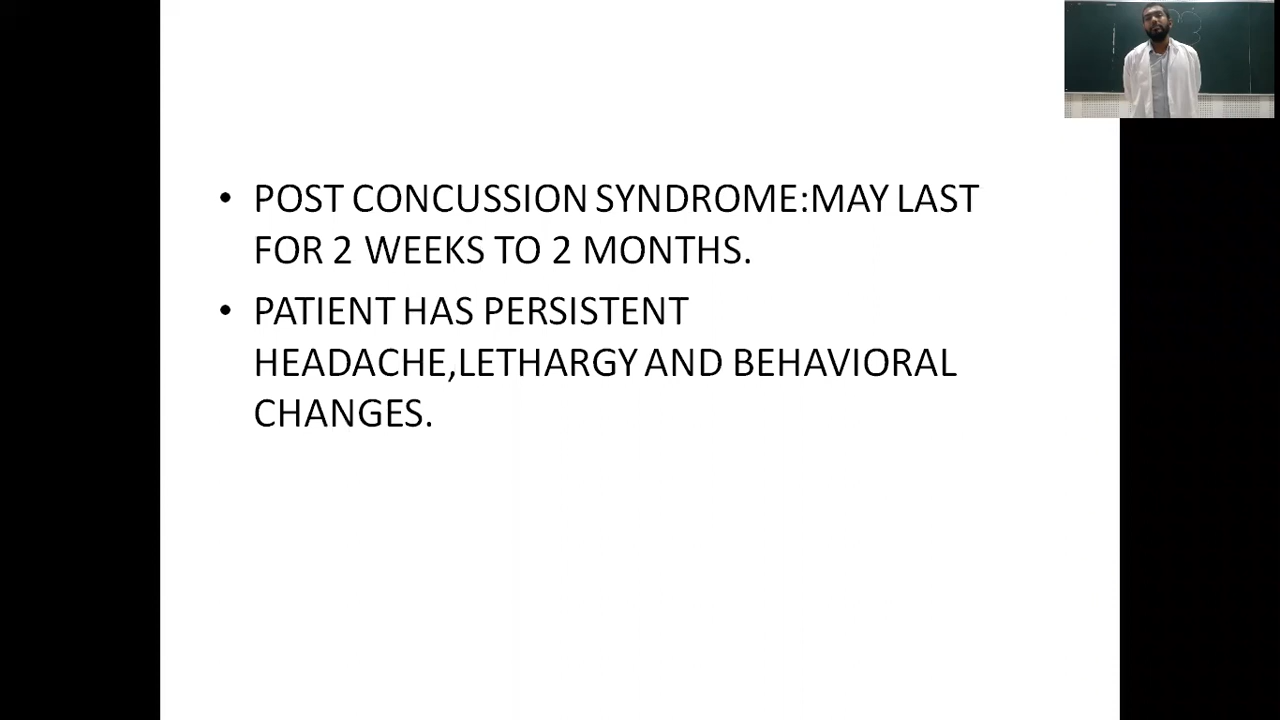 • POST CONCUSSION SYNDROME:MAY LAST
FOR 2 WEEKS TO 2 MONTHS.
• PATIENT HAS PERSISTENT
HEADACHE,LETHARGY AND BEHAVIORAL
CHANGES.